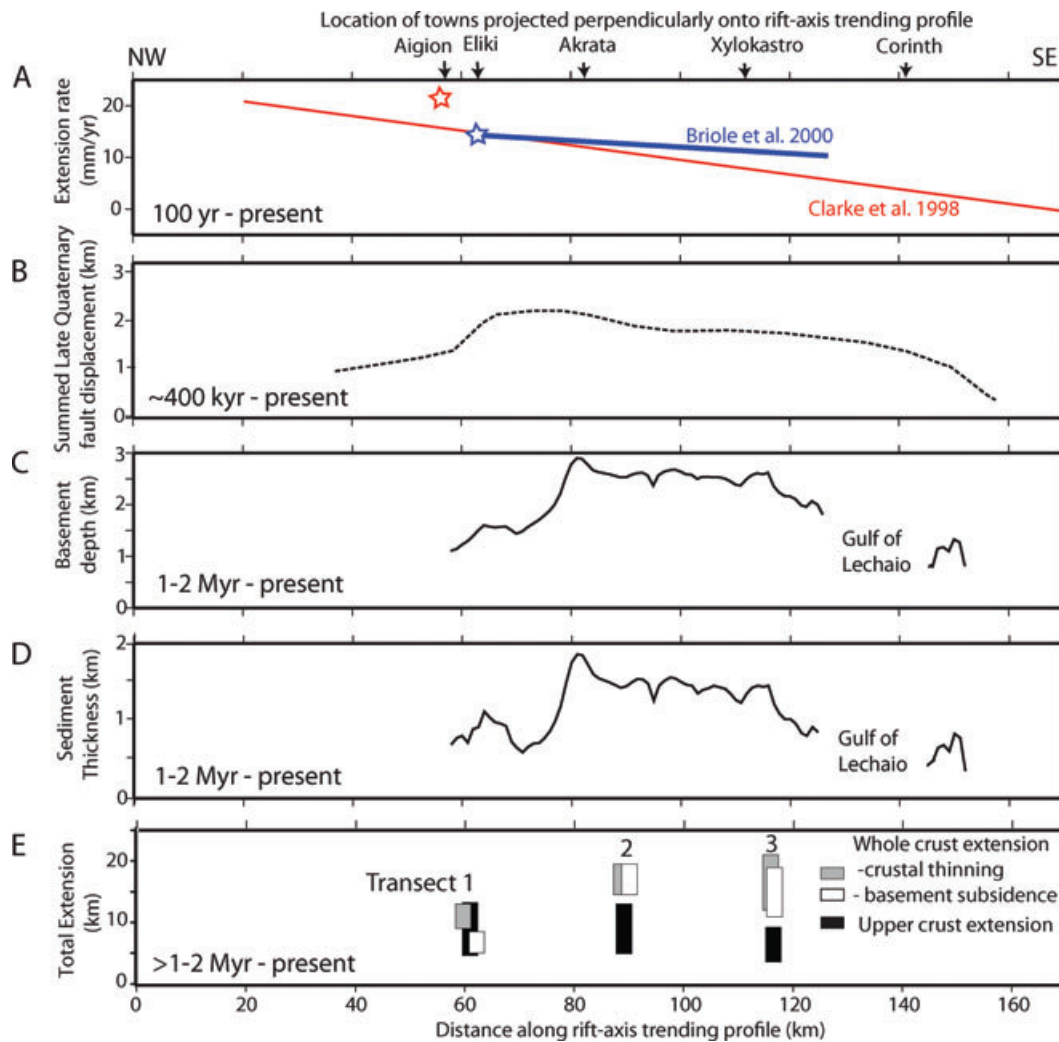 Location of towns projected perpendicularly onto rift-axis trending profile
NW Aigion Eliki Akrata Xylokastro Corinth SE
A
Extension rate
(mm/yr)
20
10
0
Briole et al. 2000
Clarke et al. 1998
100 yr - present
B
Summed Late Quaternary
fault displacement (km)
3
2
1
0
~400 kyr - present
C
Basement
depth (km)
3
2
1
0
Gulf of
Lechaio
1-2 Myr - present
D
Sediment
Thickness (km)
2
1
0
Gulf of
Lechaio
1-2 Myr - present
E
Total Extension
(km)
20
10
0
Transect 1
2
3
Whole crust extension
-crustal thinning
- basement subsidence
Upper crust extension
>1-2 Myr - present
0 20 40 60 80 100 120 140 160
Distance along rift-axis trending profile (km)